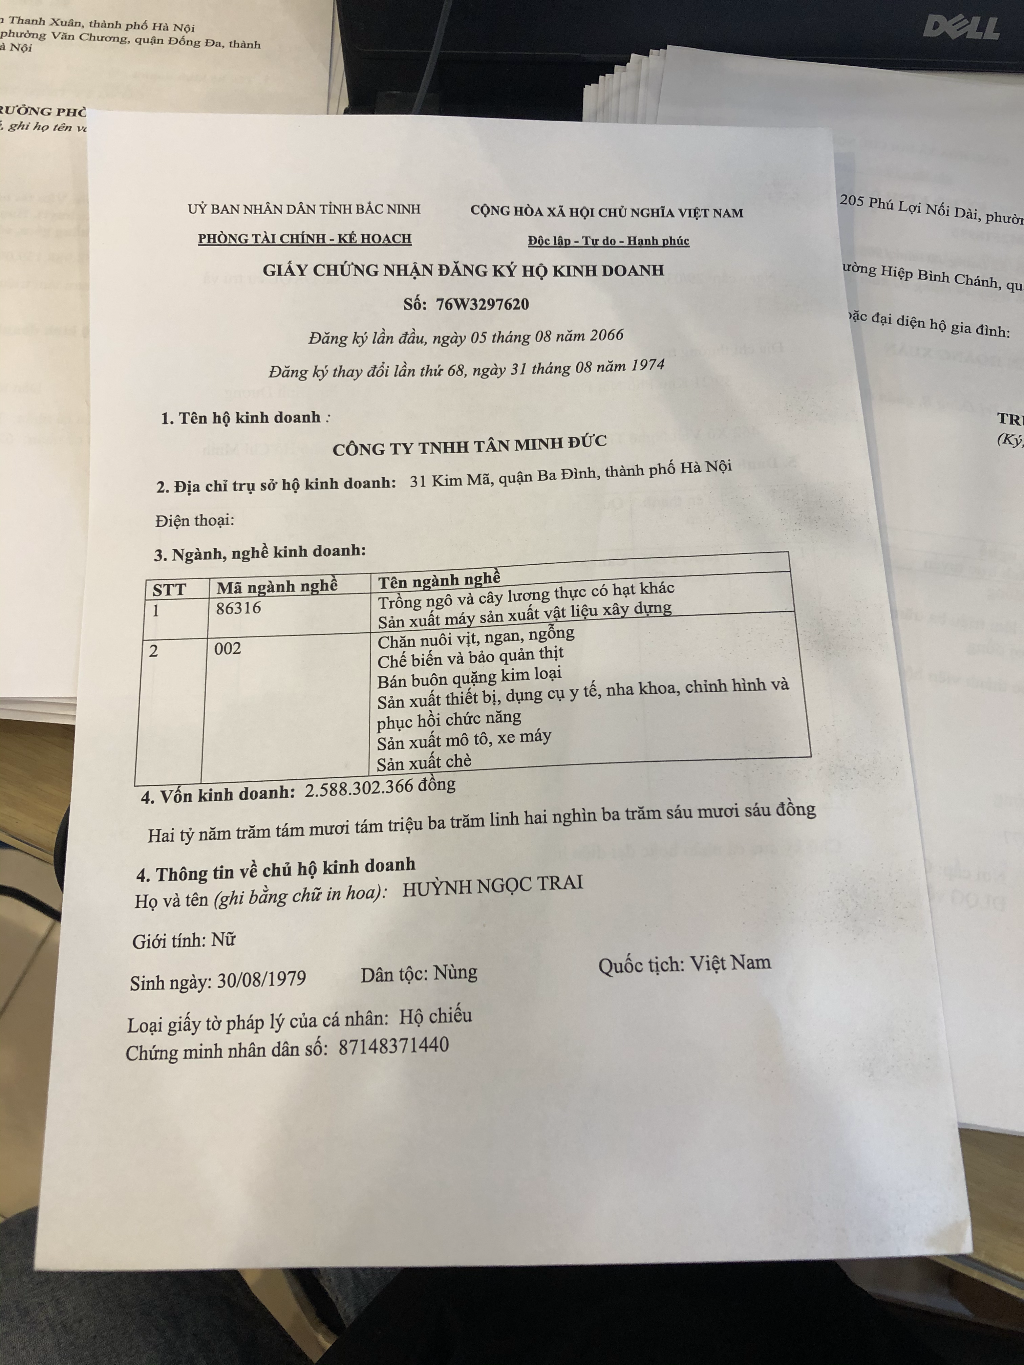 n Thanh Xuân, thành phố Hà Nội
phường Văn Chương, quận Đống Đa, thành
à Nội
RƯỞNG PHÒ
, ghi họ tên và
DELL
205 Phú Lợi Nối Dài, phườn
ường Hiệp Bình Chánh, qu
oặc đại diện hộ gia đình:
TRƯ
(Ký,
UỶ BAN NHÂN DÂN TỈNH BẮC NINH
CỘNG HÒA XÃ HỘI CHỦ NGHĨA VIỆT NAM
PHÒNG TÀI CHÍNH - KẾ HOẠCH
Độc lập - Tự do - Hạnh phúc
GIẤY CHỨNG NHẬN ĐĂNG KÝ HỘ KINH DOANH
Số: 76W3297620
Đăng ký lần đầu, ngày 05 tháng 08 năm 2066
Đăng ký thay đổi lần thứ 68, ngày 31 tháng 08 năm 1974
1. Tên hộ kinh doanh :
CÔNG TY TNHH TÂN MINH ĐỨC
2. Địa chỉ trụ sở hộ kinh doanh: 31 Kim Mã, quận Ba Đình, thành phố Hà Nội
Điện thoại:
3. Ngành, nghề kinh doanh:
STT Mã ngành nghề Tên ngành nghề
1 86316 Trồng ngô và cây lương thực có hạt khác
Sản xuất máy sản xuất vật liệu xây dựng
2 002 Chăn nuôi vịt, ngan, ngỗng
Chế biến và bảo quản thịt
Bán buôn quặng kim loại
Sản xuất thiết bị, dụng cụ y tế, nha khoa, chỉnh hình và
phục hồi chức năng
Sản xuất mô tô, xe máy
Sản xuất chè
4. Vốn kinh doanh: 2.588.302.366 đồng
Hai tỷ năm trăm tám mươi tám triệu ba trăm linh hai nghìn ba trăm sáu mươi sáu đồng
4. Thông tin về chủ hộ kinh doanh
Họ và tên (ghi bằng chữ in hoa): HUỲNH NGỌC TRAI
Giới tính: Nữ
Sinh ngày: 30/08/1979 Dân tộc: Nùng Quốc tịch: Việt Nam
Loại giấy tờ pháp lý của cá nhân: Hộ chiếu
Chứng minh nhân dân số: 87148371440